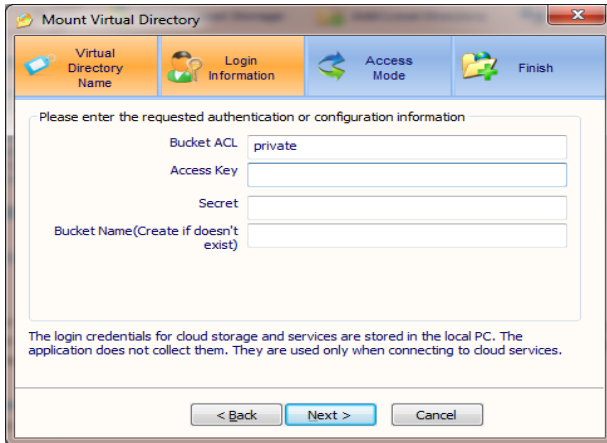 Mount Virtual Directory
Virtual
Directory
Name
Login
Information
Access
Mode
Finish
Please enter the requested authentication or configuration information
Bucket ACL
private
Access Key
Secret
Bucket Name(Create if doesn't
exist)
The login credentials for cloud storage and services are stored in the local PC. The
application does not collect them. They are used only when connecting to cloud services.
< Back
Next >
Cancel